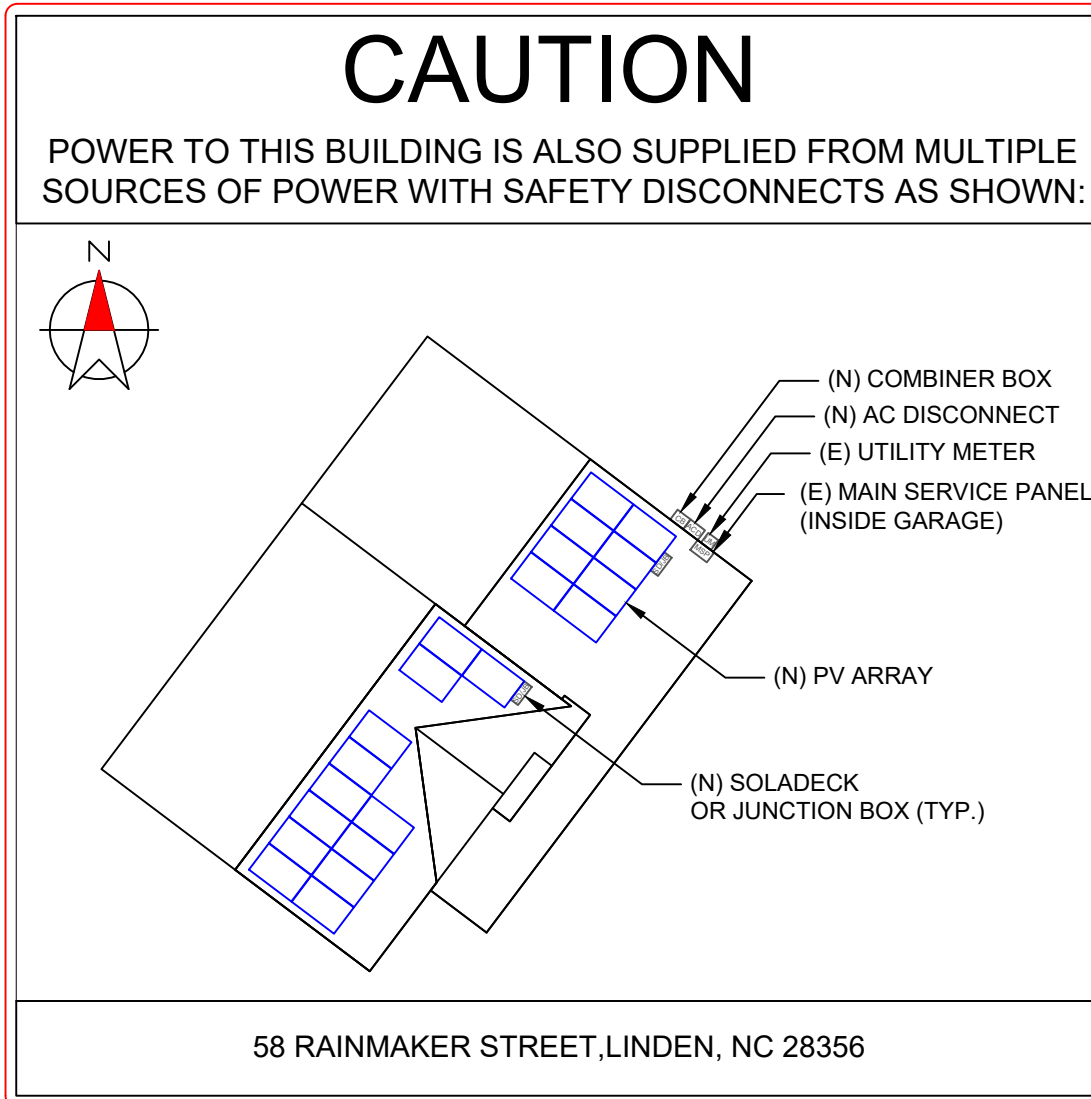 CAUTION
POWER TO THIS BUILDING IS ALSO SUPPLIED FROM MULTIPLE
SOURCES OF POWER WITH SAFETY DISCONNECTS AS SHOWN:
N
(N) COMBINER BOX
(N) AC DISCONNECT
(E) UTILITY METER
(E) MAIN SERVICE PANEL
(INSIDE GARAGE)
CB
ACD
UM
MSP
(N) PV ARRAY
(N) SOLADECK
OR JUNCTION BOX (TYP.)
58 RAINMAKER STREET,LINDEN, NC 28356